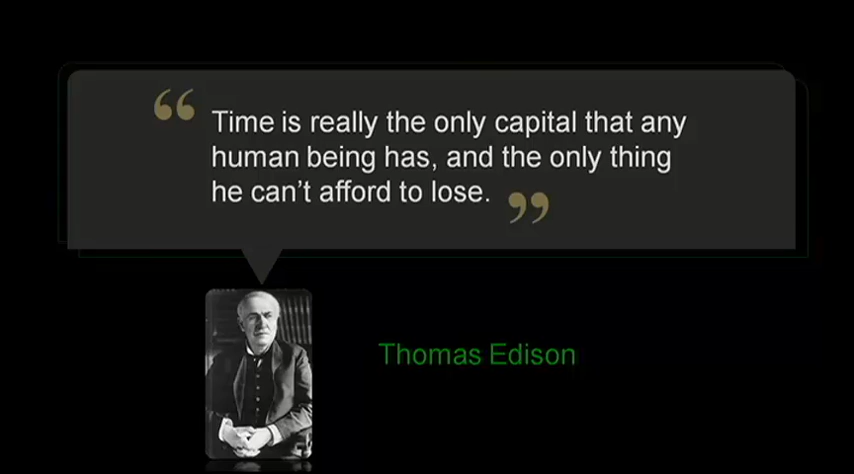 “ Time is really the only capital that any
human being has, and the only thing
he can’t afford to lose. ”
Thomas Edison